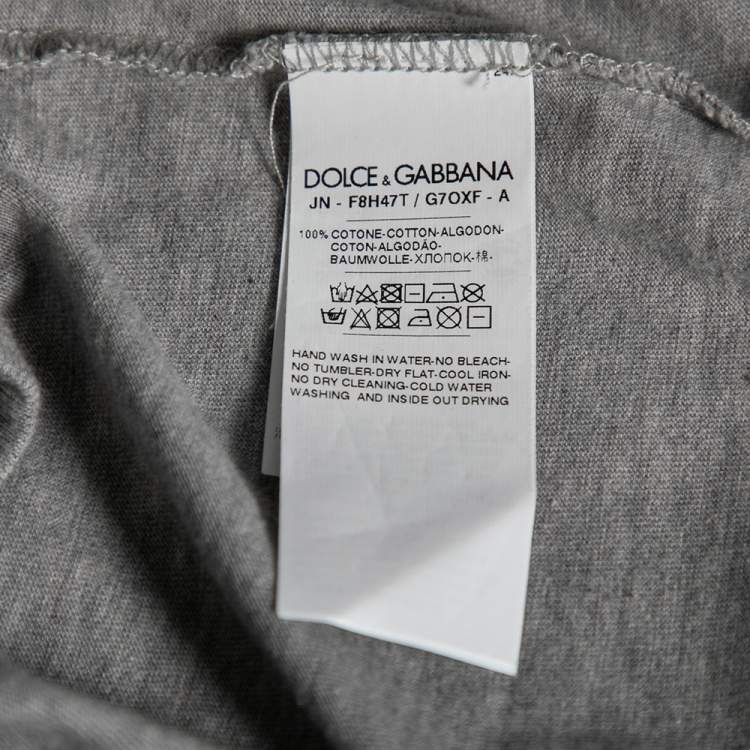 DOLCE & GABBANA
JN - F8H47T / G7OXF - A
100% COTONE-COTTON-ALGODON-
COTON-ALGODÃO-
BAUMWOLLE-ХЛОПОК-棉-
HAND WASH IN WATER-NO BLEACH-
NO TUMBLER-DRY FLAT-COOL IRON-
NO DRY CLEANING-COLD WATER
WASHING AND INSIDE OUT DRYING